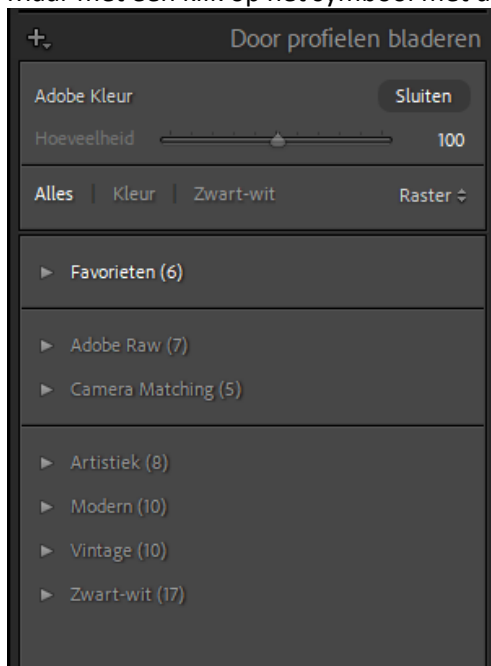 Door profielen bladeren
Adobe Kleur Sluiten
Hoeveelheid 100
Alles | Kleur | Zwart-wit Raster
Favorieten (6)
Adobe Raw (7)
Camera Matching (5)
Artistiek (8)
Modern (10)
Vintage (10)
Zwart-wit (17)